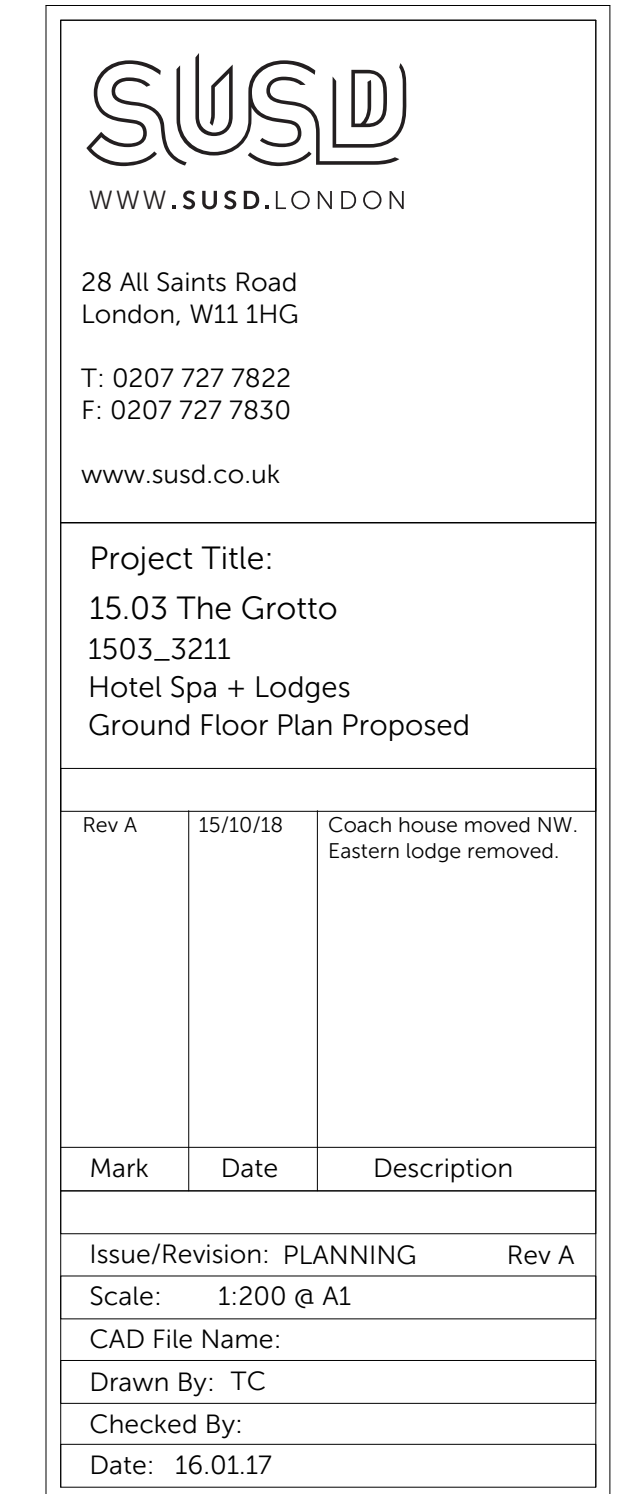 SUSD
WWW.SUSD.LONDON
28 All Saints Road
London, W11 1HG
T: 0207 727 7822
F: 0207 727 7830
www.susd.co.uk
Project Title:
15.03 The Grotto
1503_3211
Hotel Spa + Lodges
Ground Floor Plan Proposed
Rev A 15/10/18 Coach house moved NW.
Eastern lodge removed.
Mark Date Description
Issue/Revision: PLANNING Rev A
Scale: 1:200 @ A1
CAD File Name:
Drawn By: TC
Checked By:
Date: 16.01.17